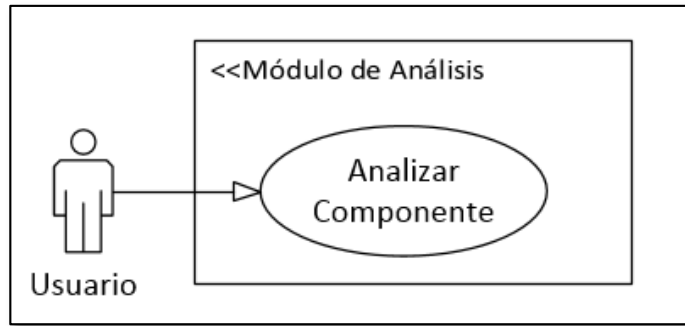 <<Módulo de Análisis
Analizar
Componente
Usuario